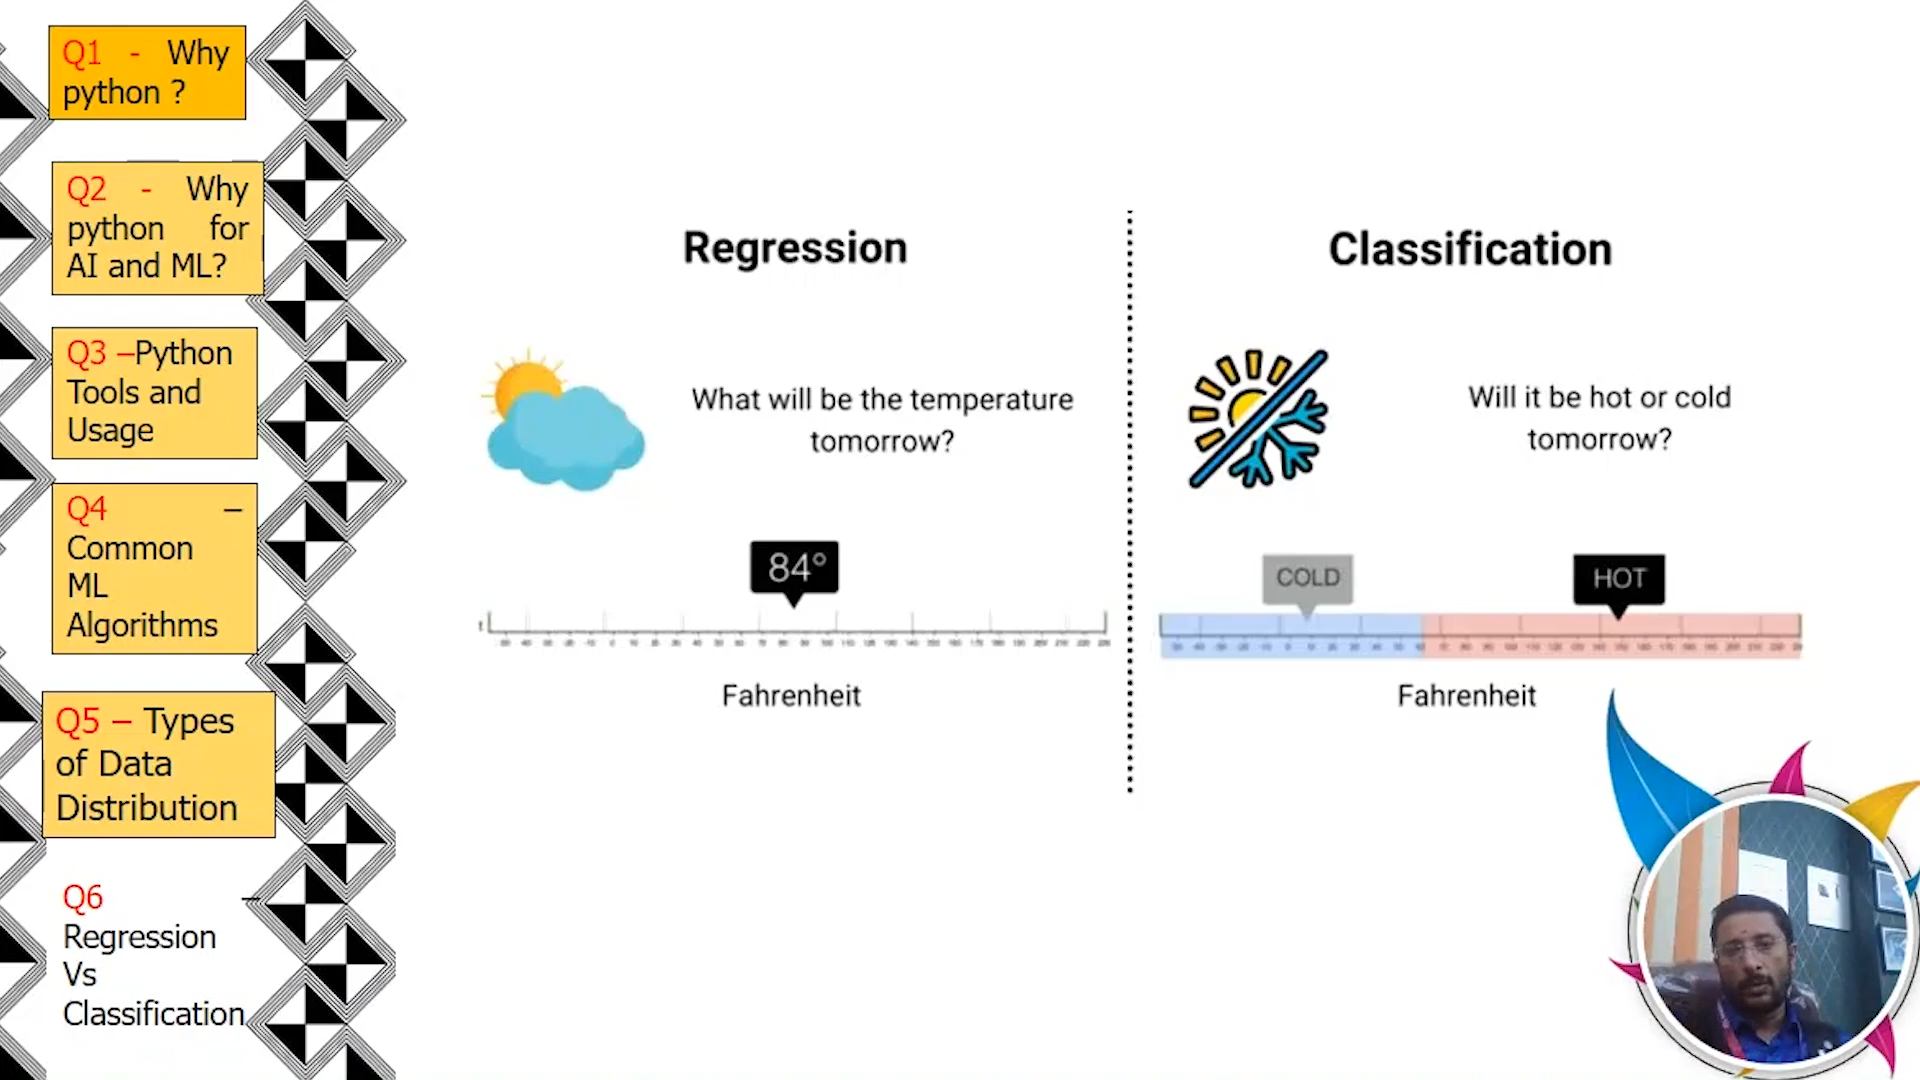 Q1 - Why
python ?
Q2 - Why
python for
AI and ML?
Q3 –Python
Tools and
Usage
Q4 –
Common
ML
Algorithms
Q5 – Types
of Data
Distribution
Q6 –
Regression
Vs
Classification
Regression
What will be the temperature
tomorrow?
84°
Fahrenheit
Classification
Will it be hot or cold
tomorrow?
COLD HOT
Fahrenheit